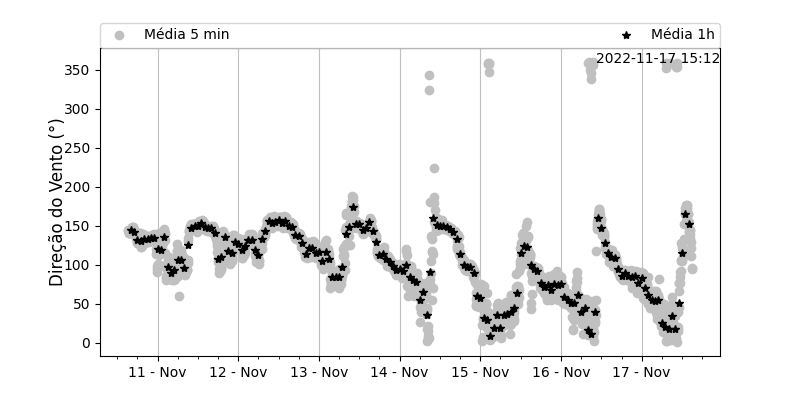 Média 5 min
Média 1h
2022-11-17 15:12
Direção do Vento (°)
350
300
250
200
150
100
50
0
11 - Nov
12 - Nov
13 - Nov
14 - Nov
15 - Nov
16 - Nov
17 - Nov